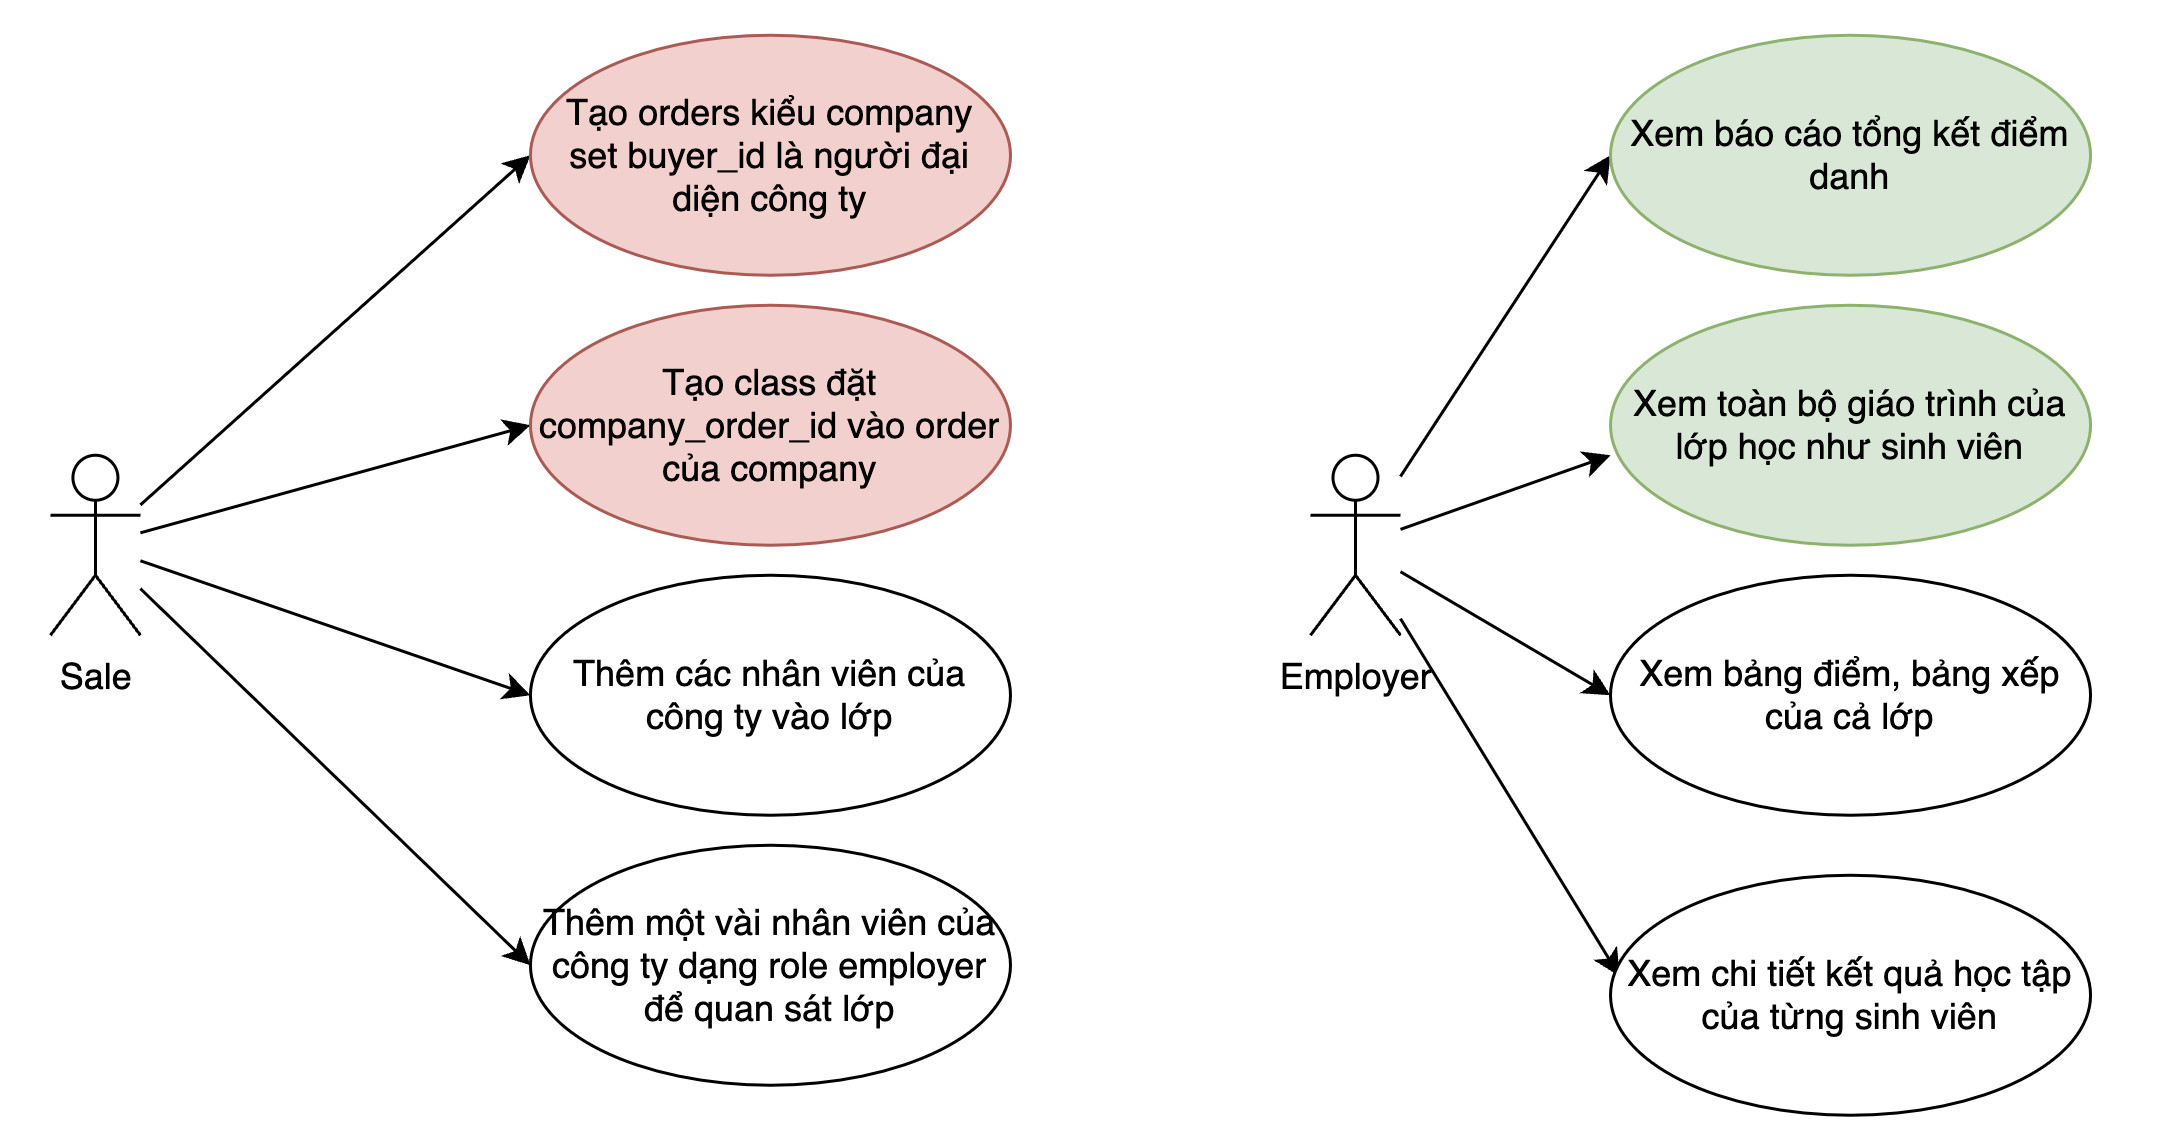 Tạo orders kiểu company
set buyer_id là người đại
diện công ty
Tạo class đặt
company_order_id vào order
của company
Thêm các nhân viên của
công ty vào lớp
Thêm một vài nhân viên của
công ty dạng role employer
để quan sát lớp
Sale
Xem báo cáo tổng kết điểm
danh
Xem toàn bộ giáo trình của
lớp học như sinh viên
Xem bảng điểm, bảng xếp
của cả lớp
Xem chi tiết kết quả học tập
của từng sinh viên
Employer